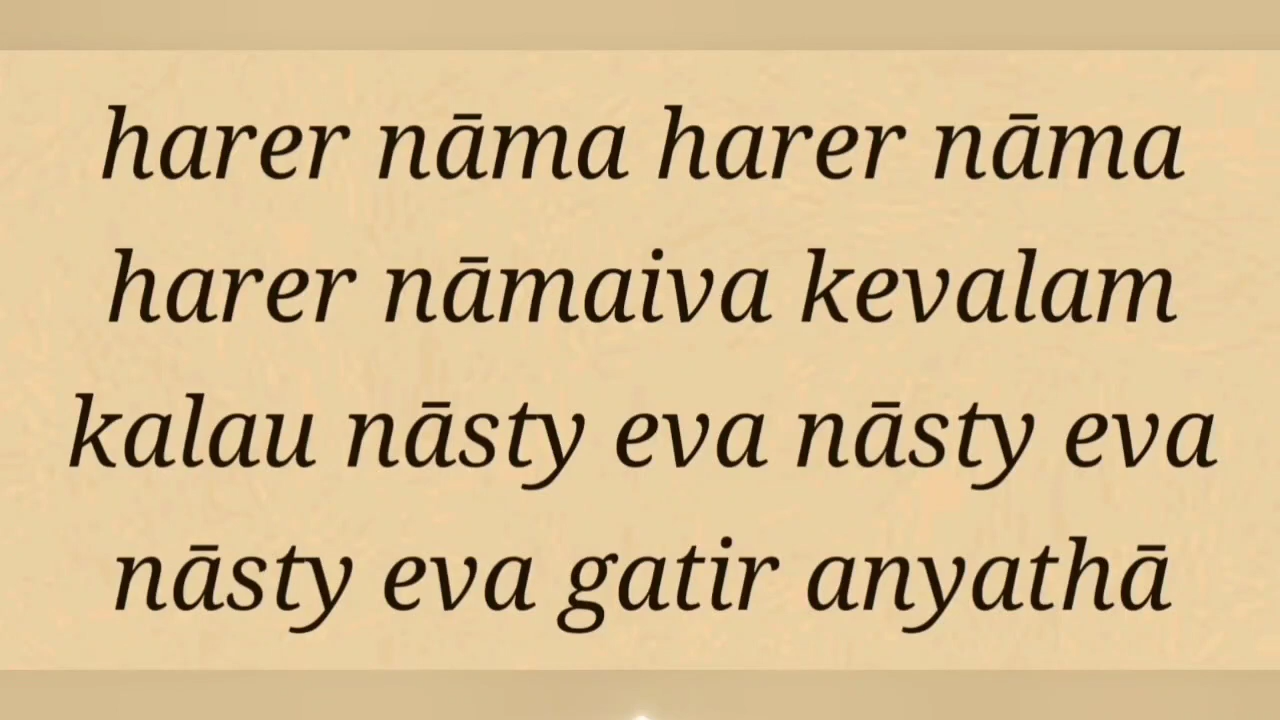 harer nāma harer nāma
harer nāmaiva kevalam
kalau nāsty eva nāsty eva
nāsty eva gatir anyathā